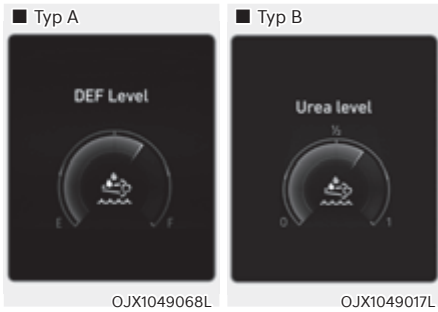 ■ Typ A
DEF Level
E F
OJX1049068L
■ Typ B
Urea level
½
0 1
OJX1049017L